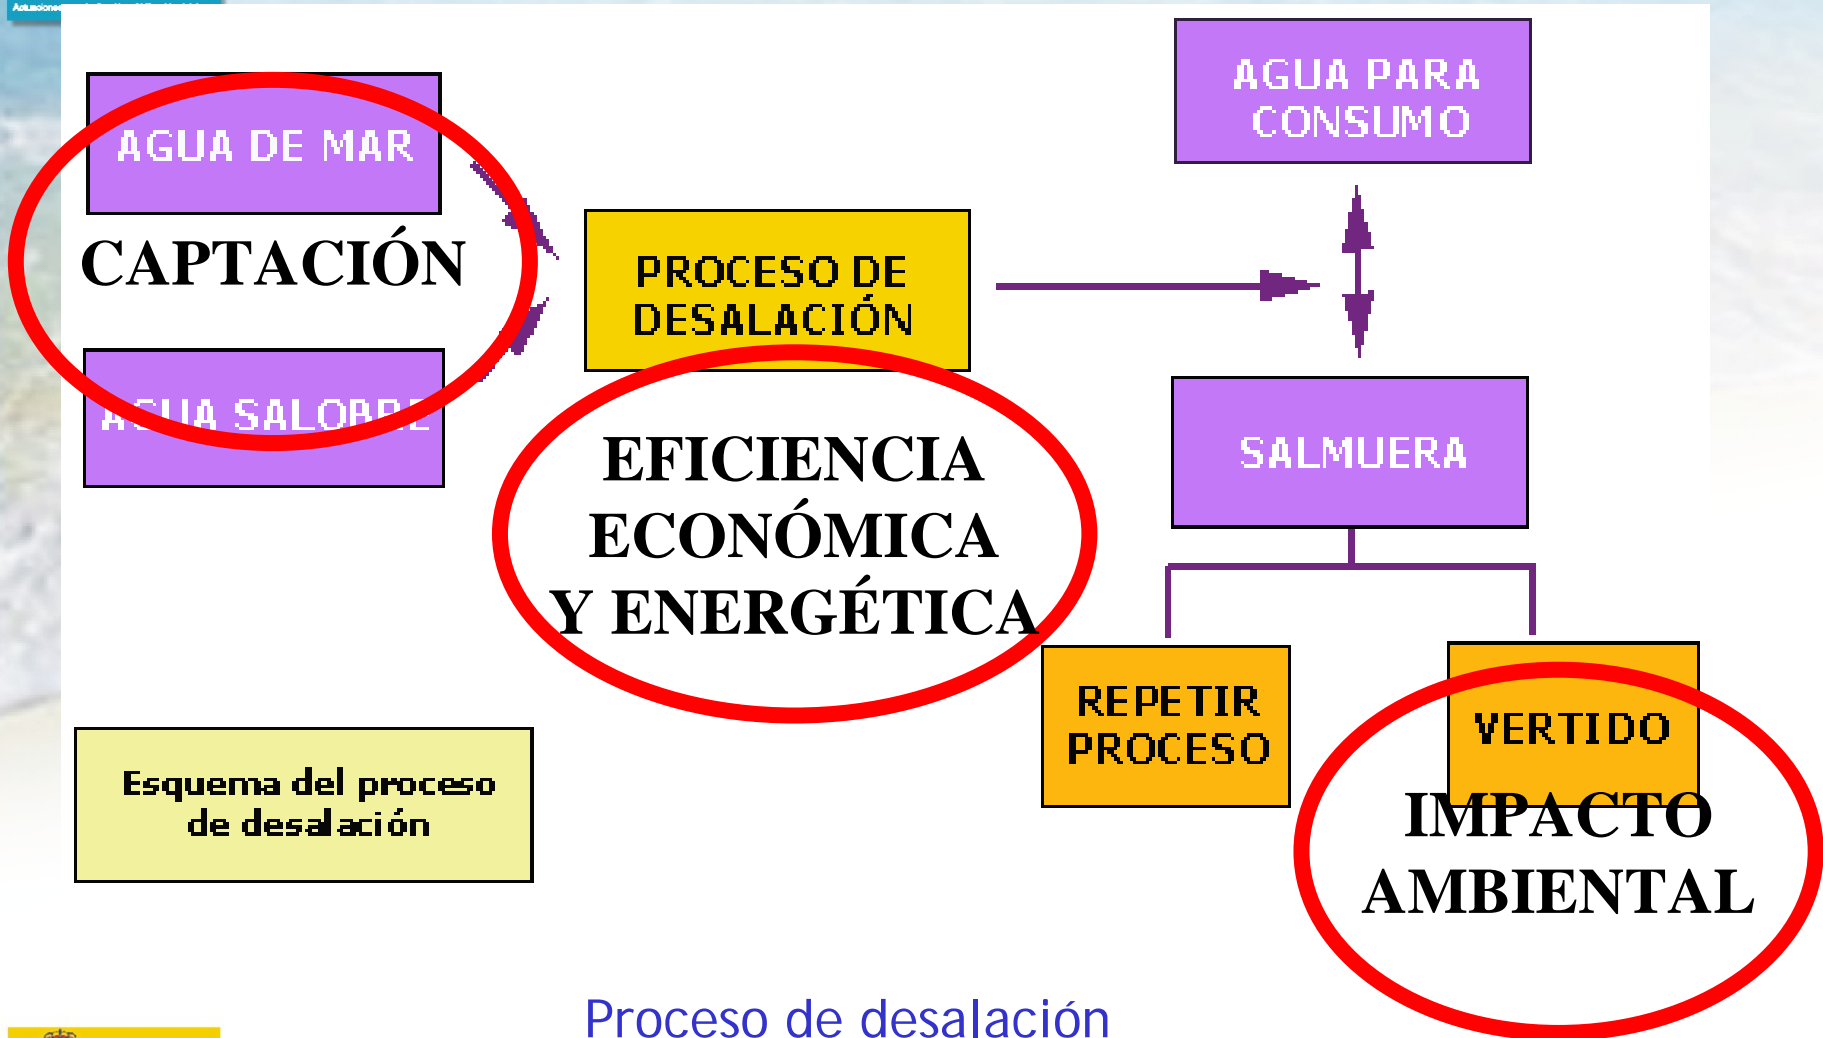 AGUA DE MAR
CAPTACIÓN
AGUA SALOBRE
PROCESO DE
DESALACIÓN
EFICIENCIA
ECONÓMICA
Y ENERGÉTICA
AGUA PARA
CONSUMO
SALMUERA
REPETIR
PROCESO
VERTIDO
IMPACTO
AMBIENTAL
Esquema del proceso
de desalación
Proceso de desalación